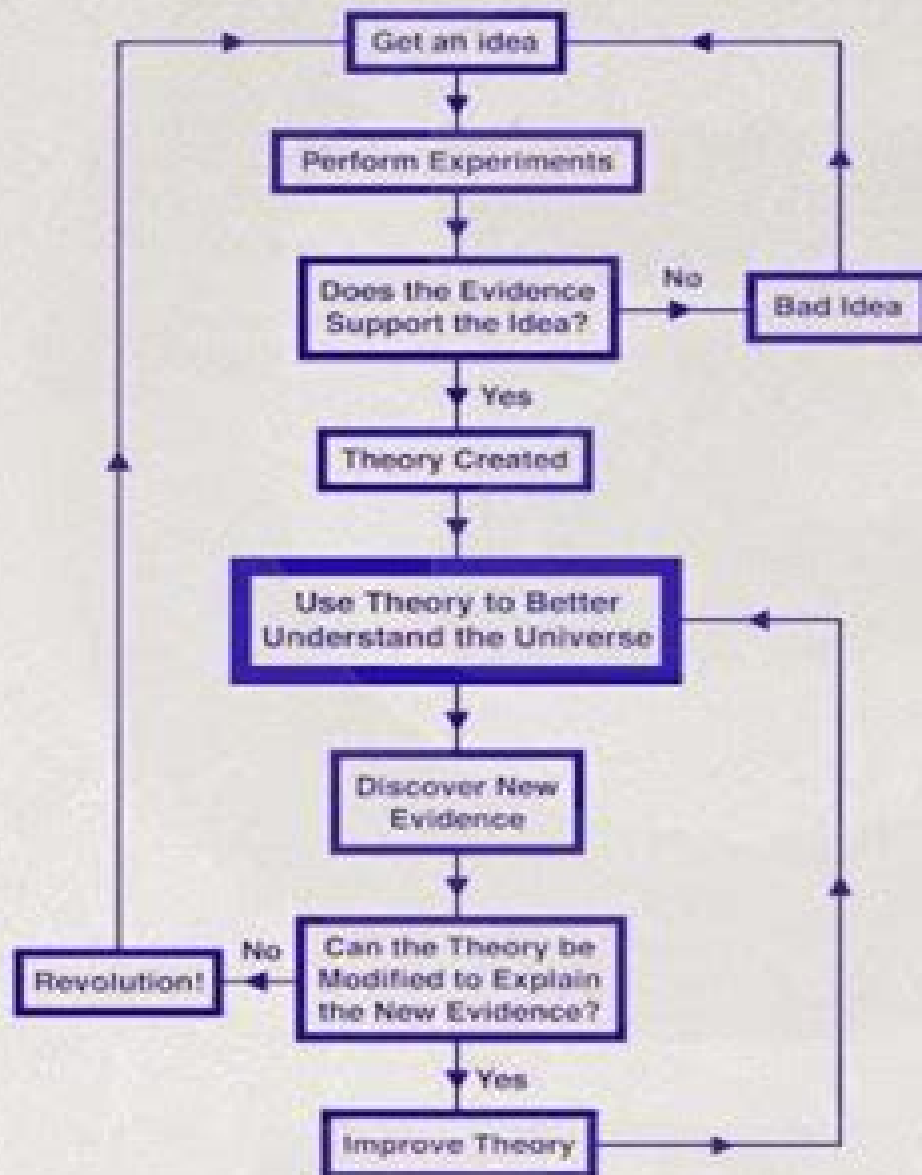 Get an Idea
Perform Experiments
Does the Evidence
Support the Idea?
No
Bad Idea
Yes
Theory Created
Use Theory to Better
Understand the Universe
Discover New
Evidence
Can the Theory be
Modified to Explain
the New Evidence?
No
Revolution!
Yes
Improve Theory